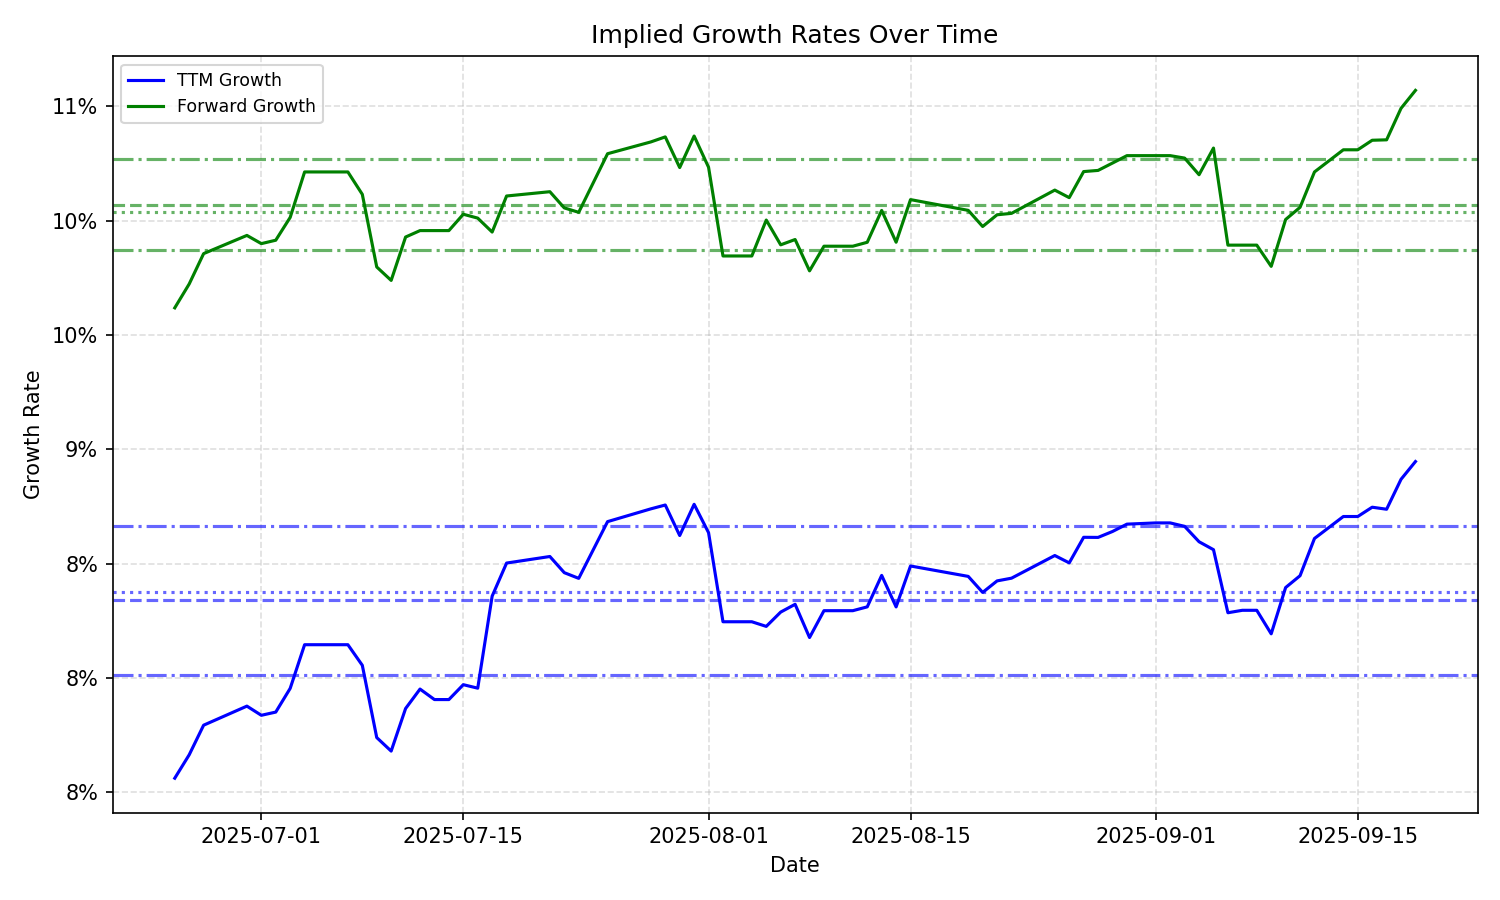 Implied Growth Rates Over Time
TTM Growth
Forward Growth
11%
10%
10%
9%
8%
8%
8%
Growth Rate
2025-07-01
2025-07-15
2025-08-01
2025-08-15
2025-09-01
2025-09-15
Date